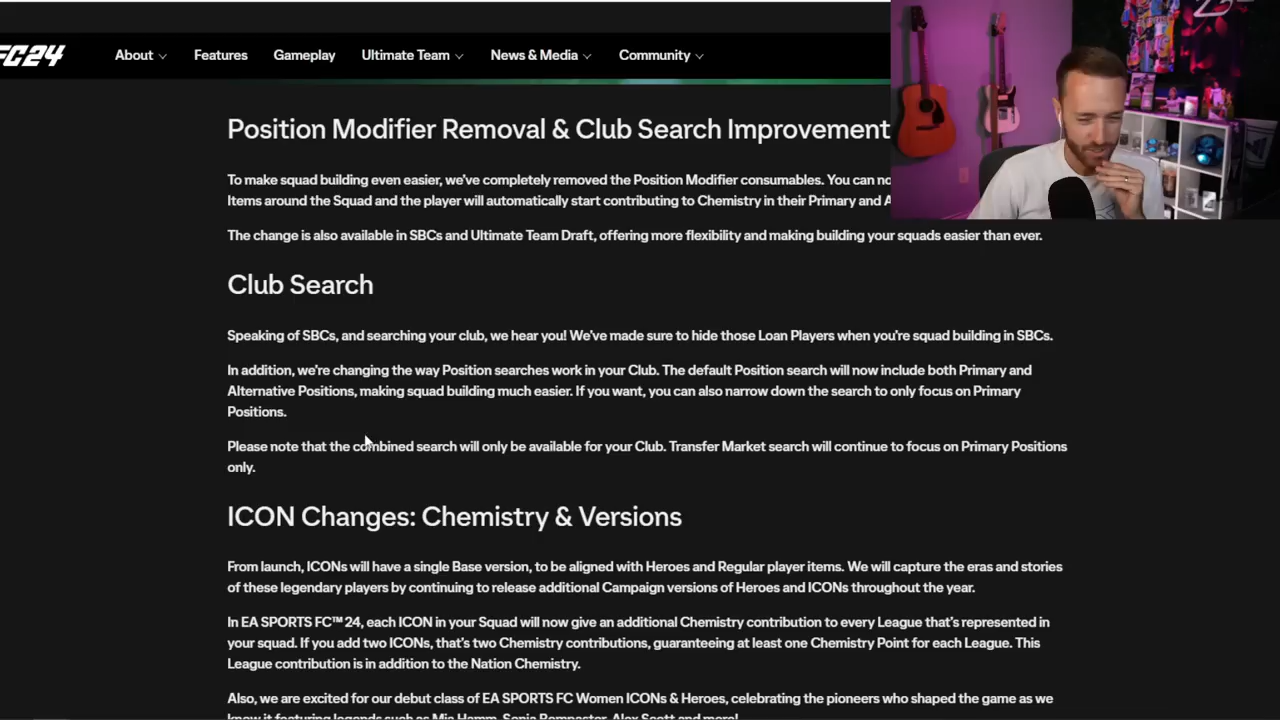 FC24
About
Features
Gameplay
Ultimate Team
News & Media
Community
Position Modifier Removal & Club Search Improvement
To make squad building even easier, we've completely removed the Position Modifier consumables. You can
Items around the Squad and the player will automatically start contributing to Chemistry in their Primary and
The change is also available in SBCs and Ultimate Team Draft, offering more flexibility and making building your squads easier than ever.
Club Search
Speaking of SBCs, and searching your club, we hear you! We've made sure to hide those Loan Players when you're squad building in SBCs.
In addition, we're changing the way Position searches work in your Club. The default Position search will now include both Primary and
Alternative Positions, making squad building much easier. If you want, you can also narrow down the search to only focus on Primary
Positions.
Please note that the combined search will only be available for your Club. Transfer Market search will continue to focus on Primary Positions
only.
ICON Changes: Chemistry & Versions
From launch, ICONs will have a single Base version, to be aligned with Heroes and Regular player items. We will capture the eras and stories
of these legendary players by continuing to release additional Campaign versions of Heroes and ICONs throughout the year.
In EA SPORTS FC™ 24, each ICON in your Squad will now give an additional Chemistry contribution to every League that's represented in
your squad. If you add two ICONs, that's two Chemistry contributions, guaranteeing at least one Chemistry Point for each League. This
League contribution is in addition to the Nation Chemistry.
Also, we are excited for our debut class of EA SPORTS FC Women ICONs & Heroes, celebrating the pioneers who shaped the game as we
know it featuring legends such as Mia Hamm, Sonia Bompastor, Alex Scott and more!